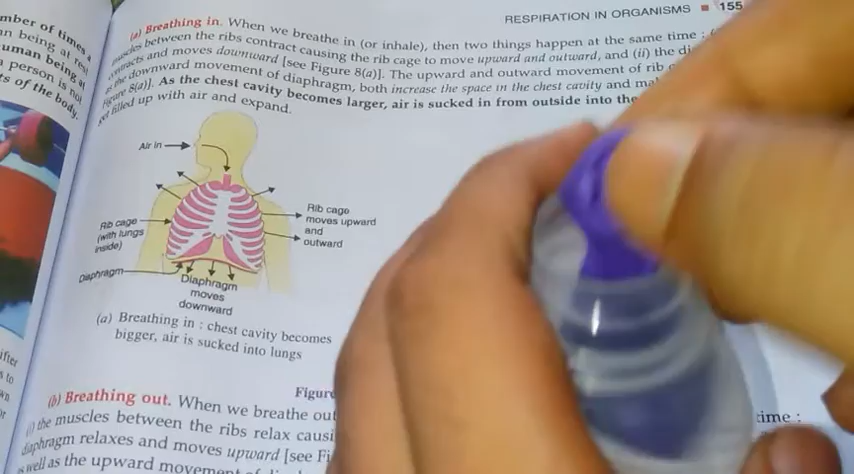 RESPIRATION IN ORGANISMS ■ 155
mber of times a
n being at rest
uman being
a person is not
ts of the body.
(a) Breathing in. When we breathe in (or inhale), then two things happen at the same time :
muscles between the ribs contract causing the rib cage to move upward and outward, and (ii) the di
contracts and moves downward [see Figure 8(a)]. The upward and outward movement of rib
as the downward movement of diaphragm, both increase the space in the chest cavity and ma
Figure 8(a)]. As the chest cavity becomes larger, air is sucked in from outside into the
get filled up with air and expand.
Air in
Rib cage
(with lungs
inside)
Diaphragm
Rib cage
moves upward
and
outward
Diaphragm
moves
downward
(a) Breathing in : chest cavity becomes
bigger, air is sucked into lungs
Figure
(b) Breathing out. When we breathe out
time :
(i) the muscles between the ribs relax causi
diaphragm relaxes and moves upward [see Fi
as well as the upward movement of